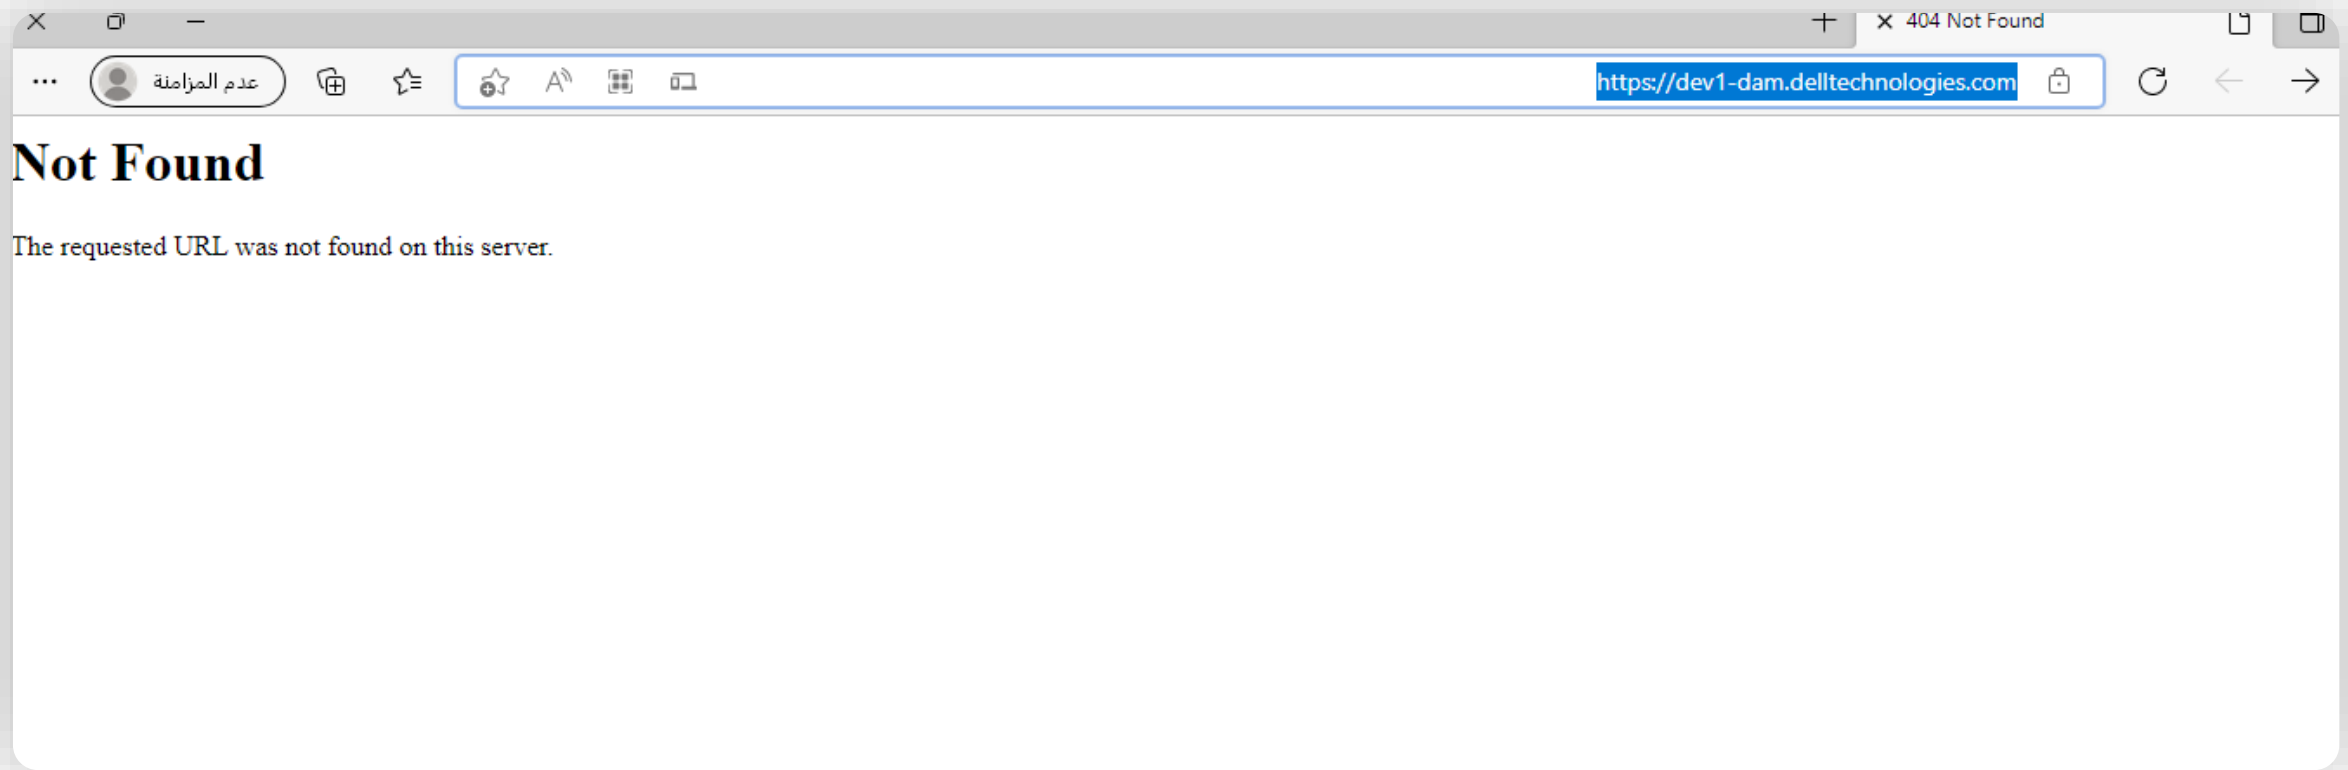 404 Not Found
عدم المزامنة
https://dev1-dam.delltechnologies.com
Not Found
The requested URL was not found on this server.